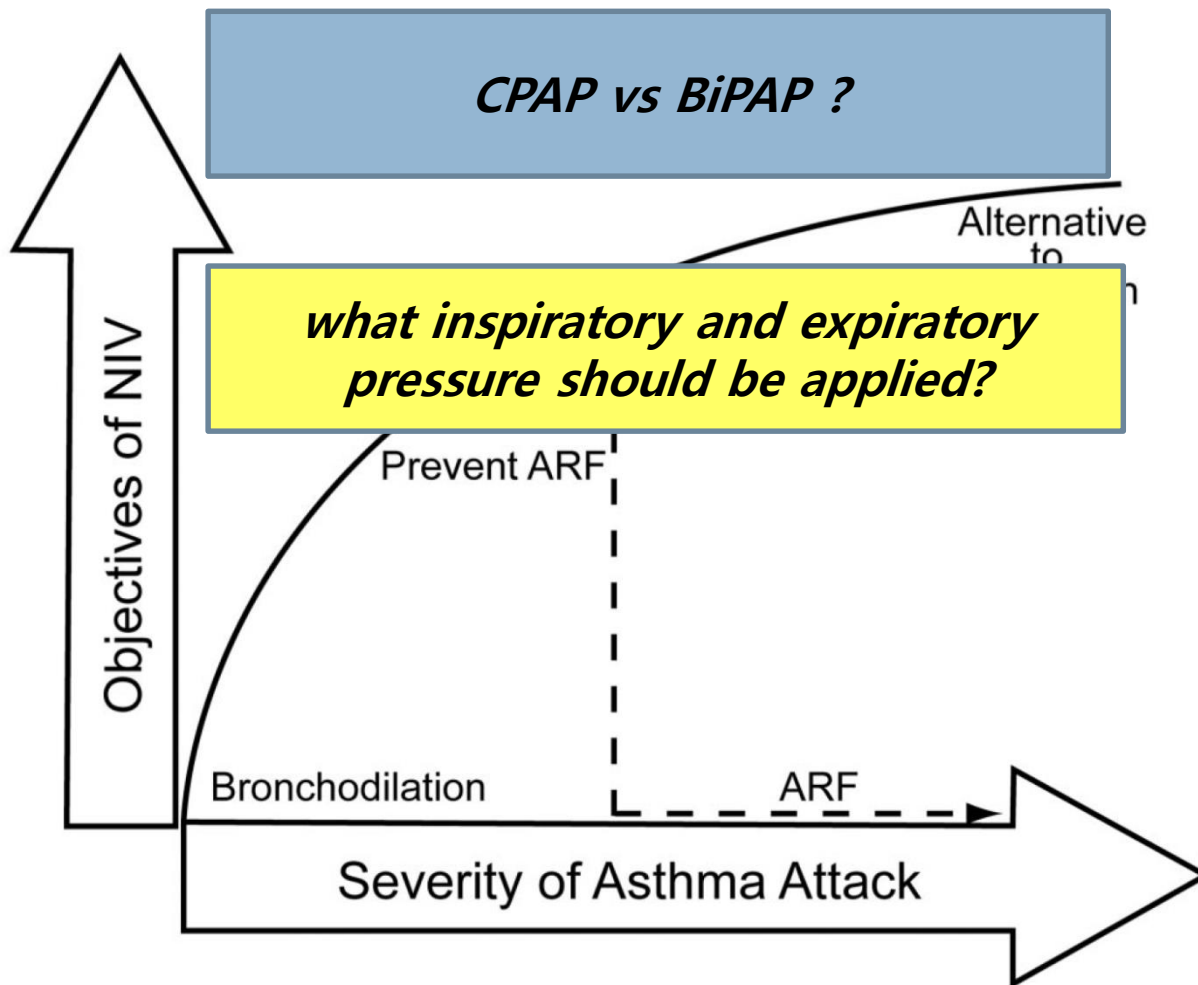 CPAP vs BiPAP ?
Alternative
to
what inspiratory and expiratory
pressure should be applied?
Prevent ARF
Objectives of NIV
Bronchodilation
ARF
Severity of Asthma Attack